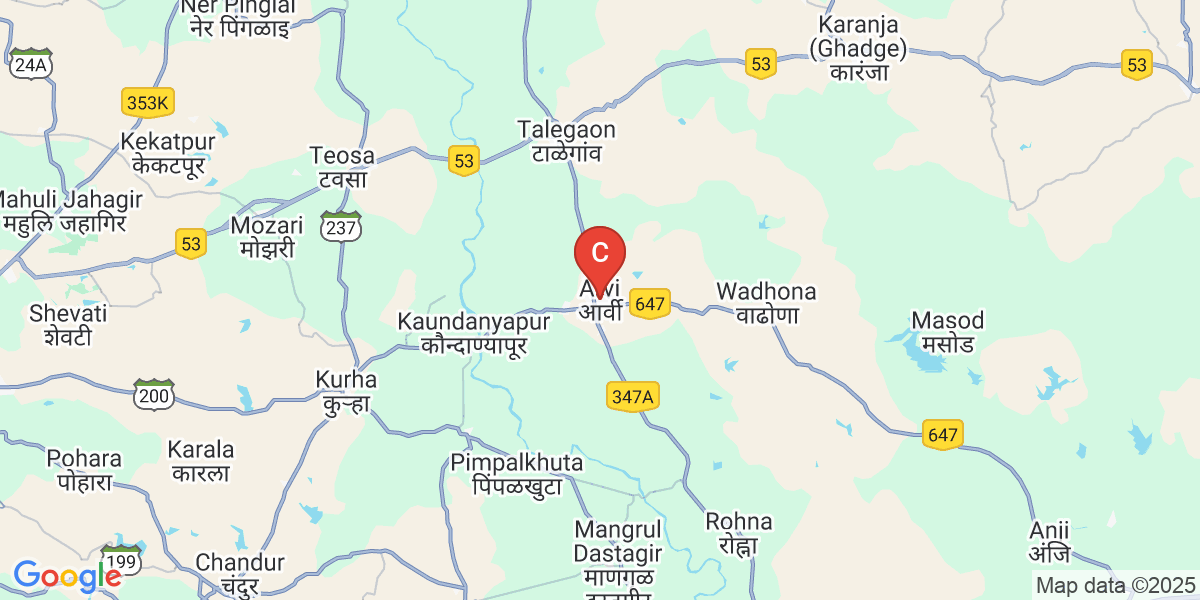 Ner Pinglai
नेर पिंगळाइ
Karanja
(Ghadge)
कारंजा
24A
53
53
353K
Talegaon
टाळेगांव
Kekatpur
केकटपूर
Teosa
टवसा
53
Mahuli Jahagir
महुलि जहागिर
Mozari
मोझरी
237
53
C
Arvi
आर्वी
647
Wadhona
वाढोणा
Shevati
शेवटी
Kaundanyapur
कौन्दाण्यापूर
Masod
मसोड
Kurha
कुऱ्हा
200
347A
647
Karala
कारला
Pohara
पोहारा
Pimpalkhuta
पिंपळखुटा
Rohna
रोह्ना
Mangrul
Dastagir
माणगळ
Anji
अंजि
199
Chandur
चंदुर
Google
Map data ©2025